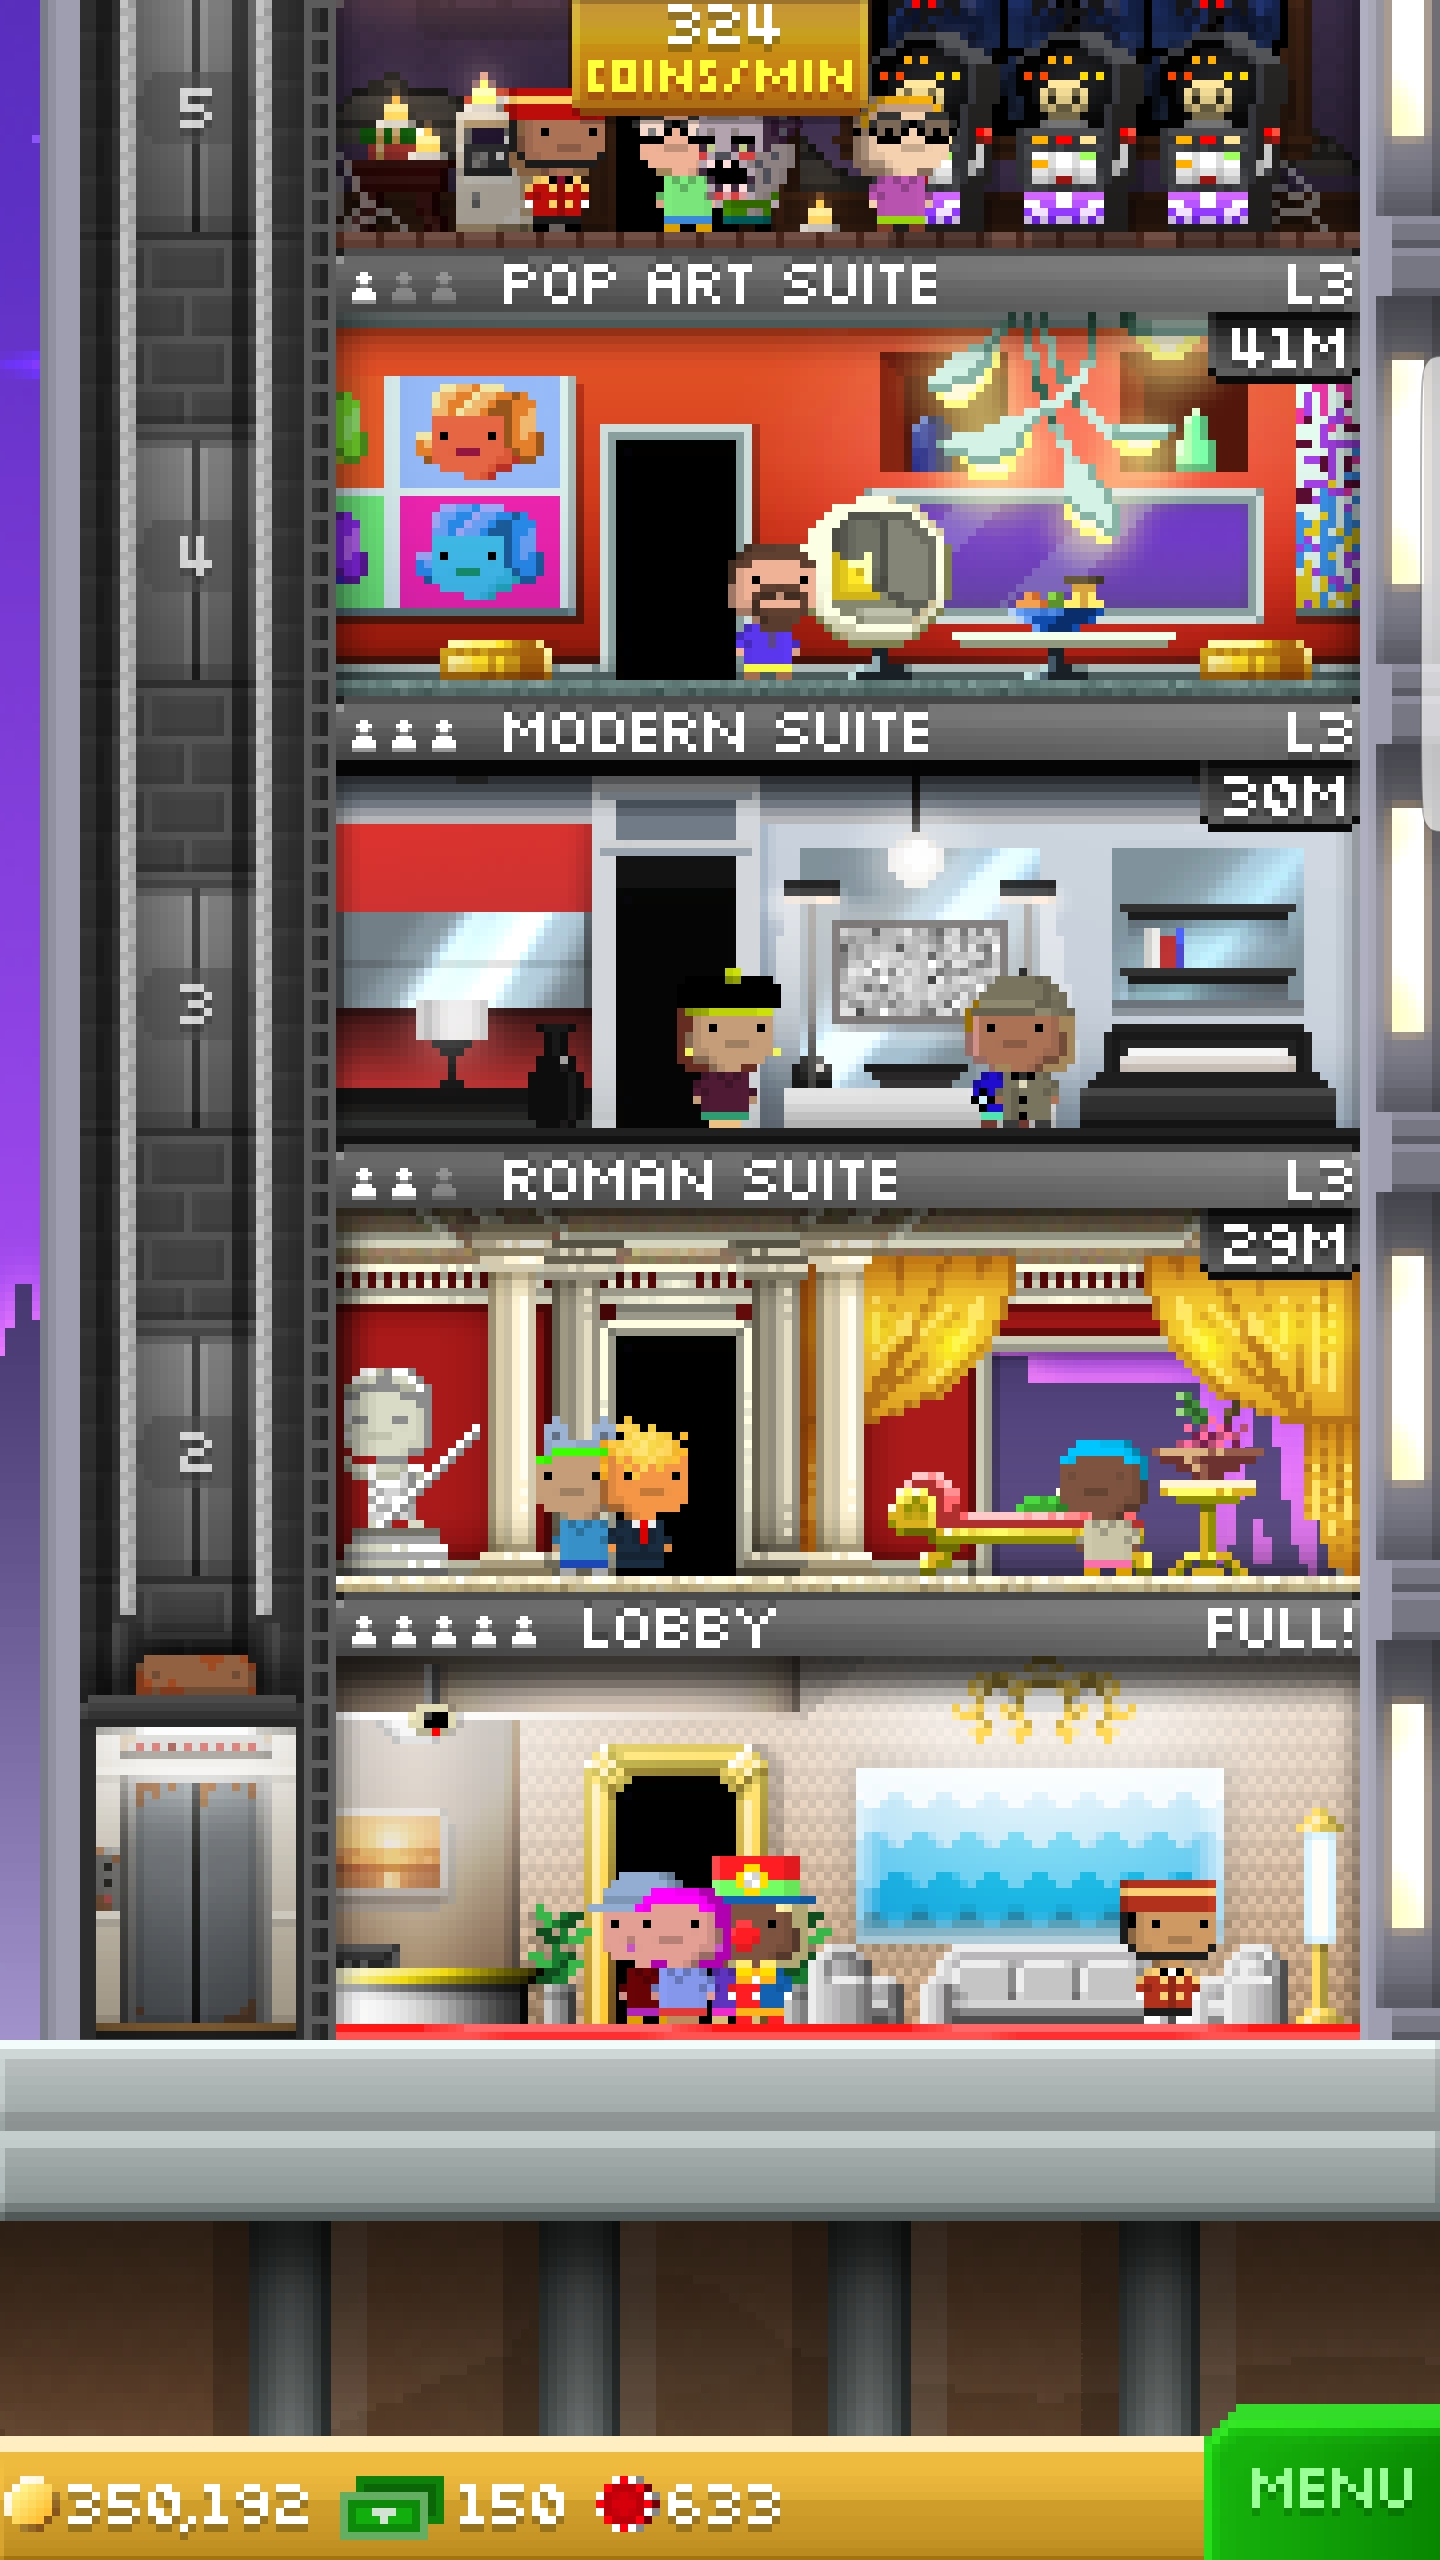 324
COINS/MIN
5
POP ART SUITE L3
41M
4
MODERN SUITE L3
30M
3
ROMAN SUITE L3
29M
2
LOBBY FULL!
350,192 150 633
MENU